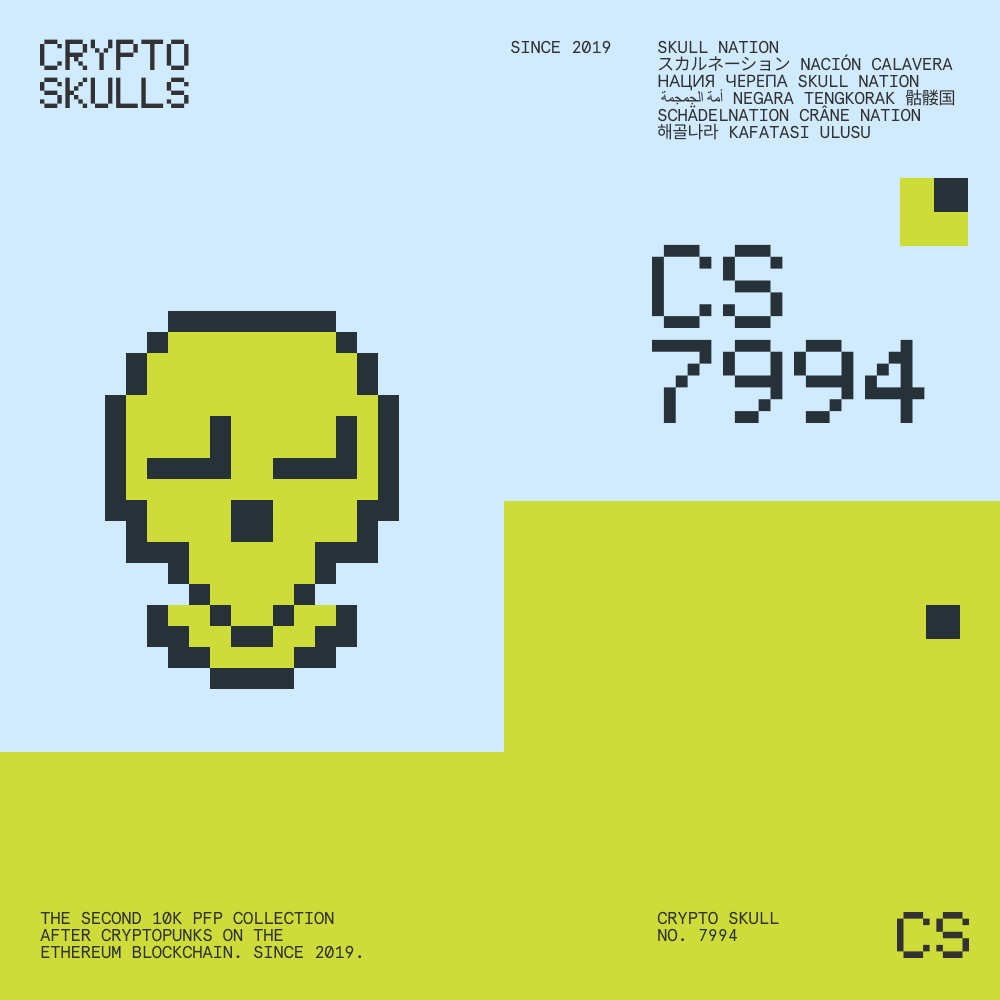 CRYPTO
SKULLS
SINCE 2019
SKULL NATION
スカルネーション NACIÓN CALAVERA
НАЦИЯ ЧЕРЕПА SKULL NATION
أمة الجمجمة NEGARA TENGKORAK 骷髅国
SCHÄDELNATION CRÂNE NATION
해골나라 KAFATASI ULUSU
CS
7994
THE SECOND 10K PFP COLLECTION
AFTER CRYPTOPUNKS ON THE
ETHEREUM BLOCKCHAIN. SINCE 2019.
CRYPTO SKULL
NO. 7994
CS